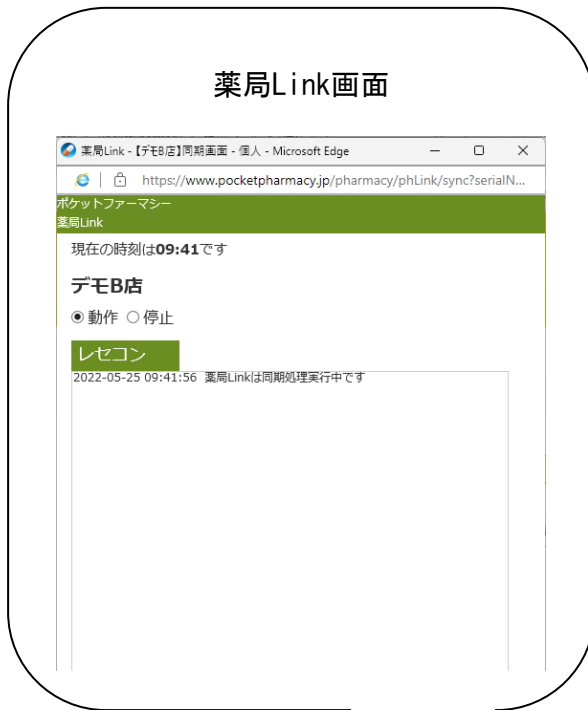 薬局Link画面
薬局Link - 【デモB店】同期画面 - 個人 - Microsoft Edge
https://www.pocketpharmacy.jp/pharmacy/phLink/sync?serialN...
ポケットファーマシー
薬局Link
現在の時刻は09:41です
デモB店
動作 停止
レセコン
2022-05-25 09:41:56 薬局Linkは同期処理実行中です